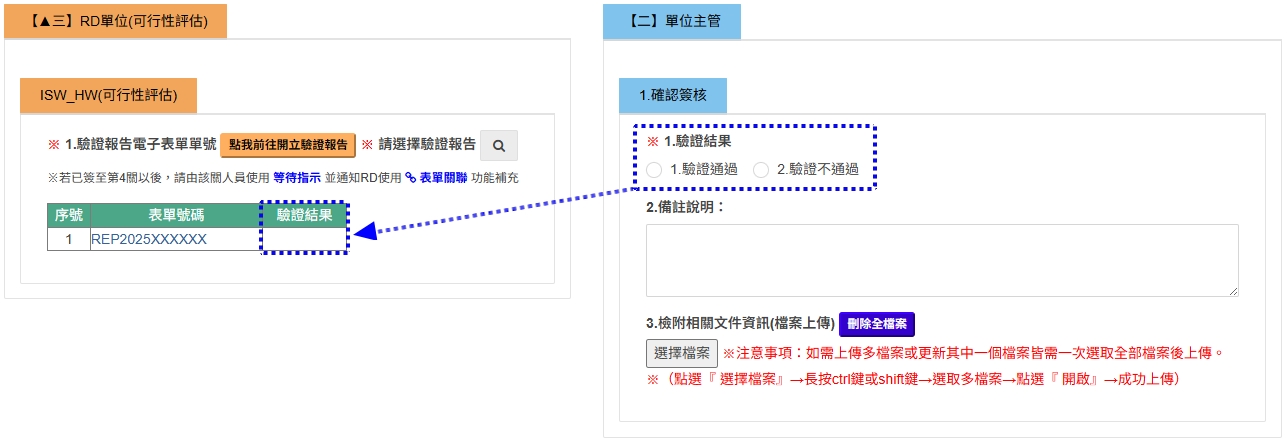 【▲三】RD單位(可行性評估)
ISW_HW(可行性評估)
※ 1.驗證報告電子表單單號 點我前往開立驗證報告 ※ 請選擇驗證報告
※若已簽至第4關以後，請由該關人員使用 等待指示 並通知RD使用 表單關聯 功能補充
序號 表單號碼 驗證結果
1 REP2025XXXXXX
【二】單位主管
1.確認簽核
※ 1.驗證結果
1.驗證通過 2.驗證不通過
2.備註說明：
3.檢附相關文件資訊(檔案上傳) 刪除全檔案
選擇檔案 ※注意事項：如需上傳多檔案或更新其中一個檔案皆需一次選取全部檔案後上傳。
※（點選『 選擇檔案』→長按ctrl鍵或shift鍵→選取多檔案→點選『 開啟』→成功上傳）